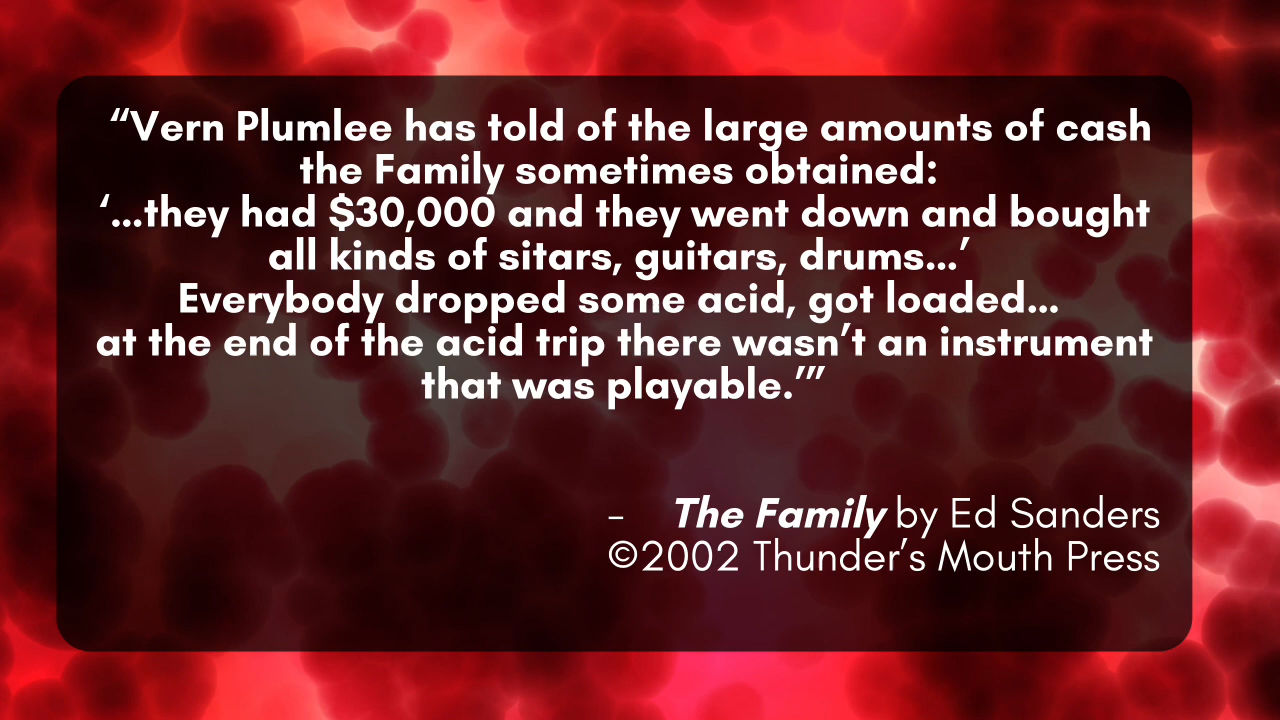 “Vern Plumlee has told of the large amounts of cash
the Family sometimes obtained:
‘...they had $30,000 and they went down and bought
all kinds of sitars, guitars, drums...’
Everybody dropped some acid, got loaded...
at the end of the acid trip there wasn’t an instrument
that was playable.’”
– The Family by Ed Sanders
©2002 Thunder’s Mouth Press